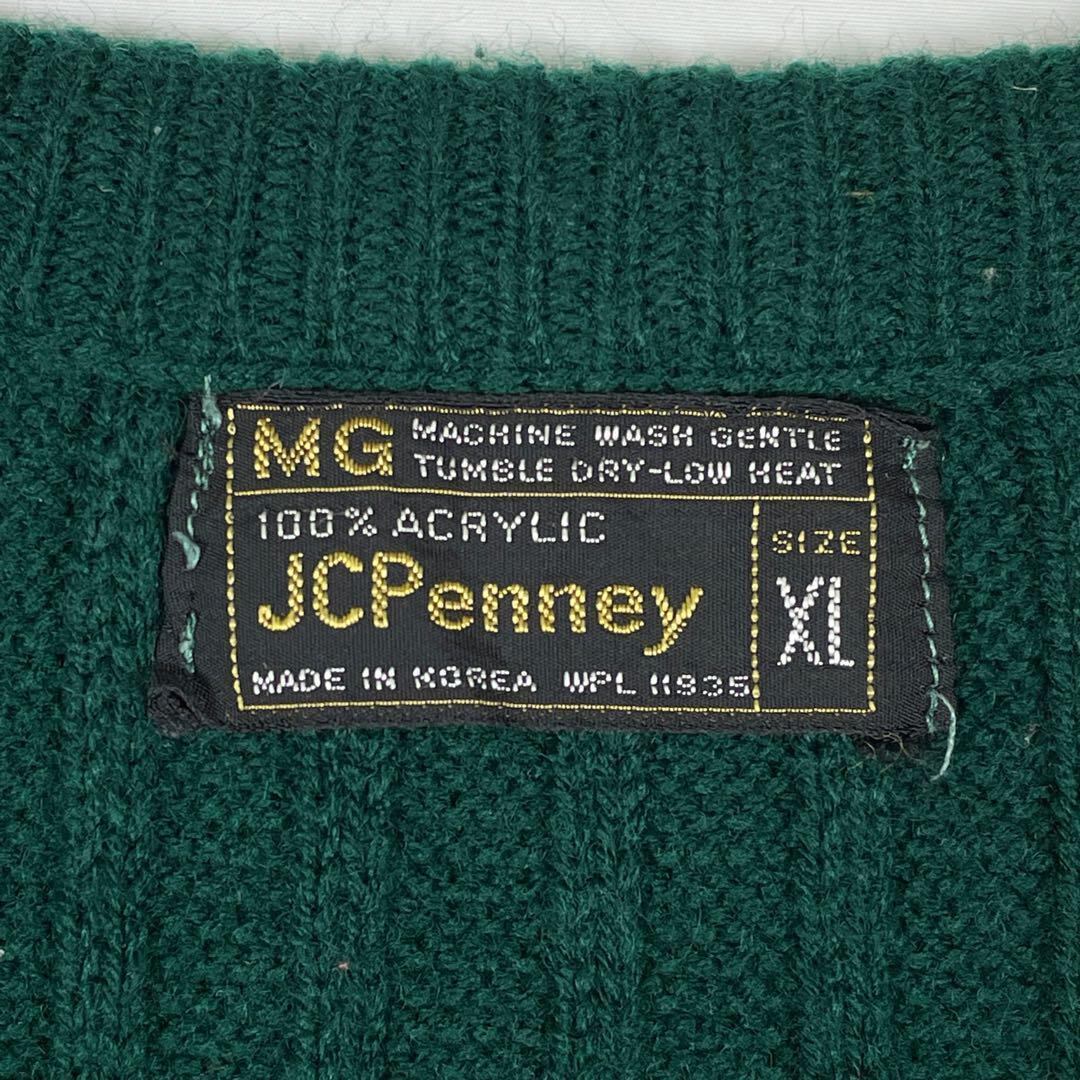 MG MACHINE WASH GENTLE
TUMBLE DRY-LOW HEAT
100% ACRYLIC
JCPenney
MADE IN KOREA WPL 11935
SIZE
XL